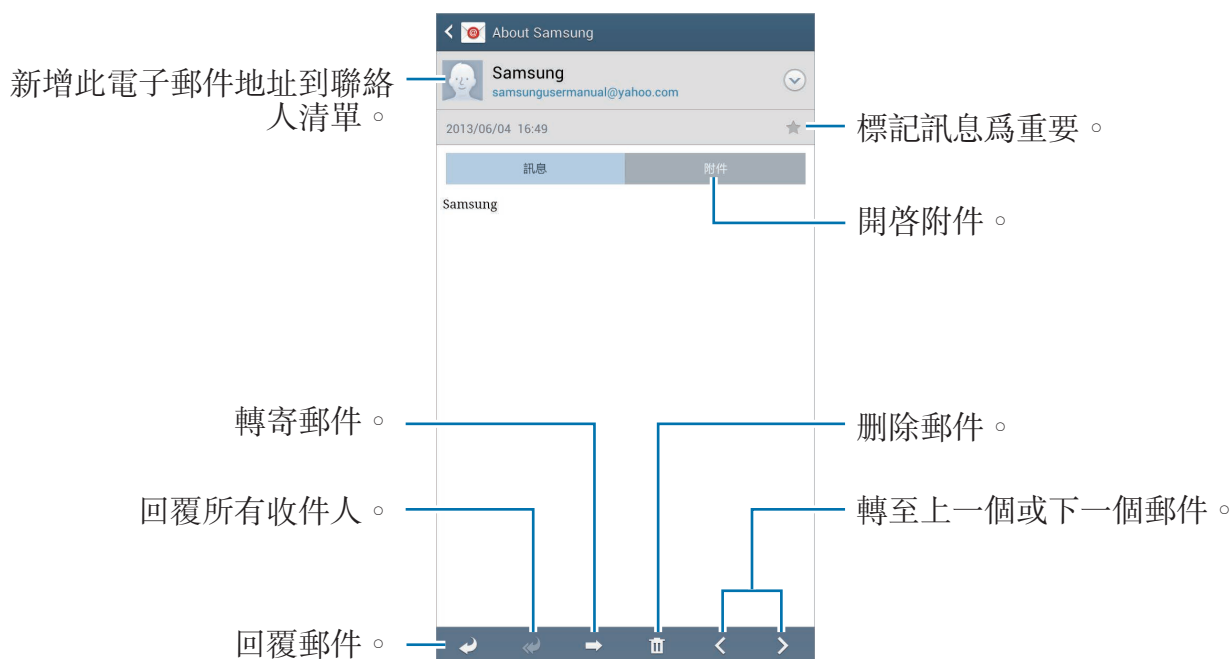 About Samsung
Samsung
samsungusermanual@yahoo.com
新增此電子郵件地址到聯絡
人清單。
2013/06/04 16:49
標記訊息爲重要。
訊息
附件
Samsung
開啓附件。
轉寄郵件。
刪除郵件。
回覆所有收件人。
轉至上一個或下一個郵件。
回覆郵件。